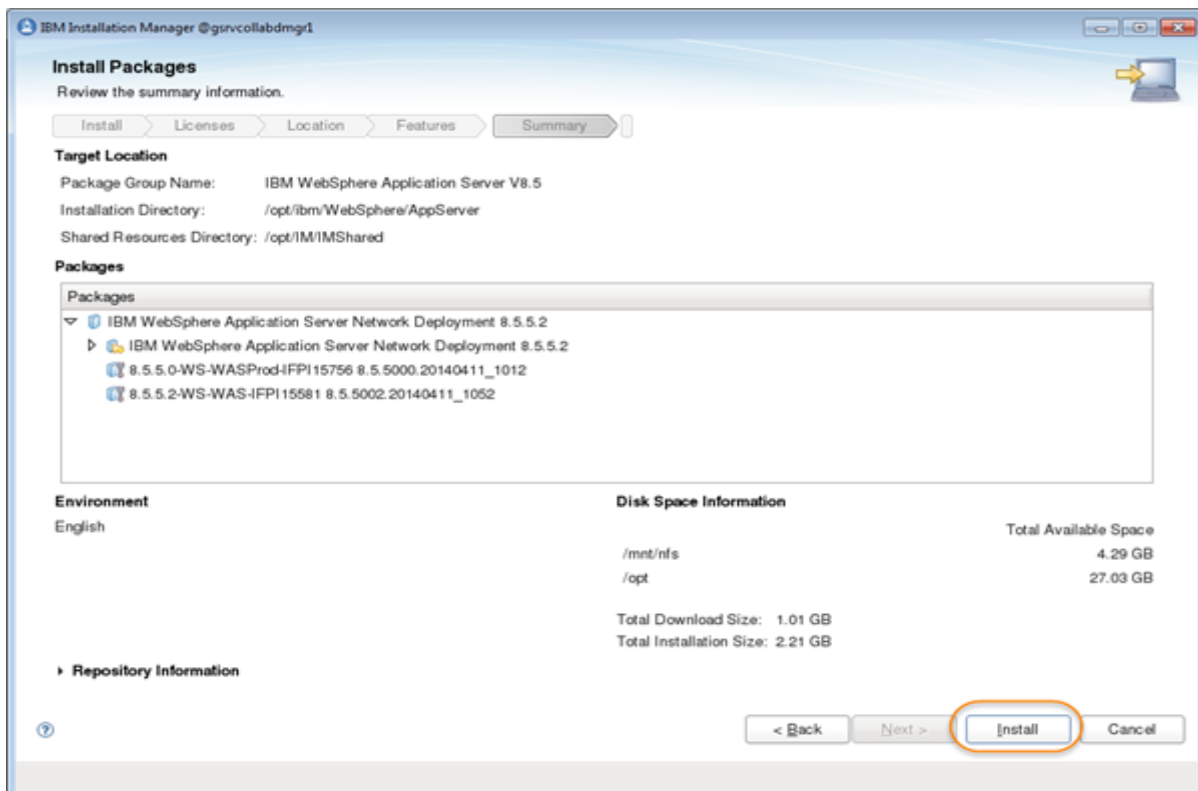 IBM Installation Manager @gsrvcollabdmgr1
Install Packages
Review the summary information.
Install Licenses Location Features Summary
Target Location
Package Group Name: IBM WebSphere Application Server V8.5
Installation Directory: /opt/ibm/WebSphere/AppServer
Shared Resources Directory: /opt/IM/IMShared
Packages
Packages
IBM WebSphere Application Server Network Deployment 8.5.5.2
IBM WebSphere Application Server Network Deployment 8.5.5.2
8.5.5.0-WS-WASProd-IFPI15756 8.5.5000.20140411_1012
8.5.5.2-WS-WAS-IFPI15581 8.5.5002.20140411_1052
Environment
English
Disk Space Information
Total Available Space
/mnt/nfs 4.29 GB
/opt 27.03 GB
Total Download Size: 1.01 GB
Total Installation Size: 2.21 GB
Repository Information
< Back Next > Install Cancel